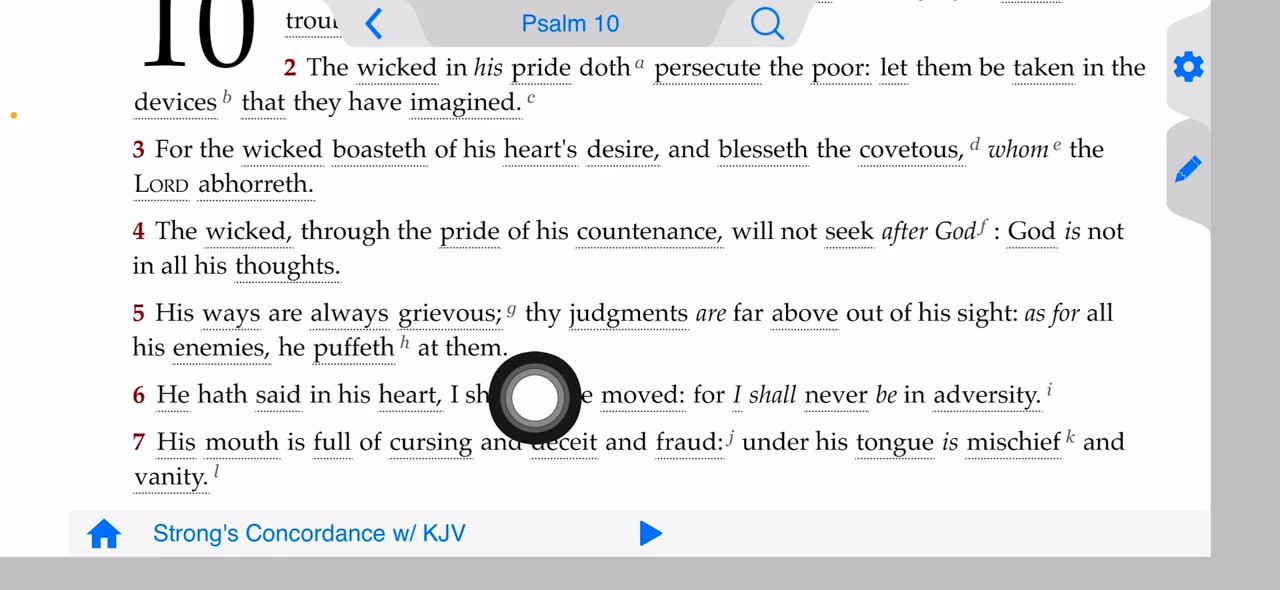 10 trou
Psalm 10
2 The wicked in his pride doth a persecute the poor: let them be taken in the
devices b that they have imagined. c
3 For the wicked boasteth of his heart's desire, and blesseth the covetous, d whom e the
LORD abhorreth.
4 The wicked, through the pride of his countenance, will not seek after God f : God is not
in all his thoughts.
5 His ways are always grievous; g thy judgments are far above out of his sight: as for all
his enemies, he puffeth h at them.
6 He hath said in his heart, I sh e moved: for I shall never be in adversity. i
7 His mouth is full of cursing and deceit and fraud: j under his tongue is mischief k and
vanity. l
Strong's Concordance w/ KJV